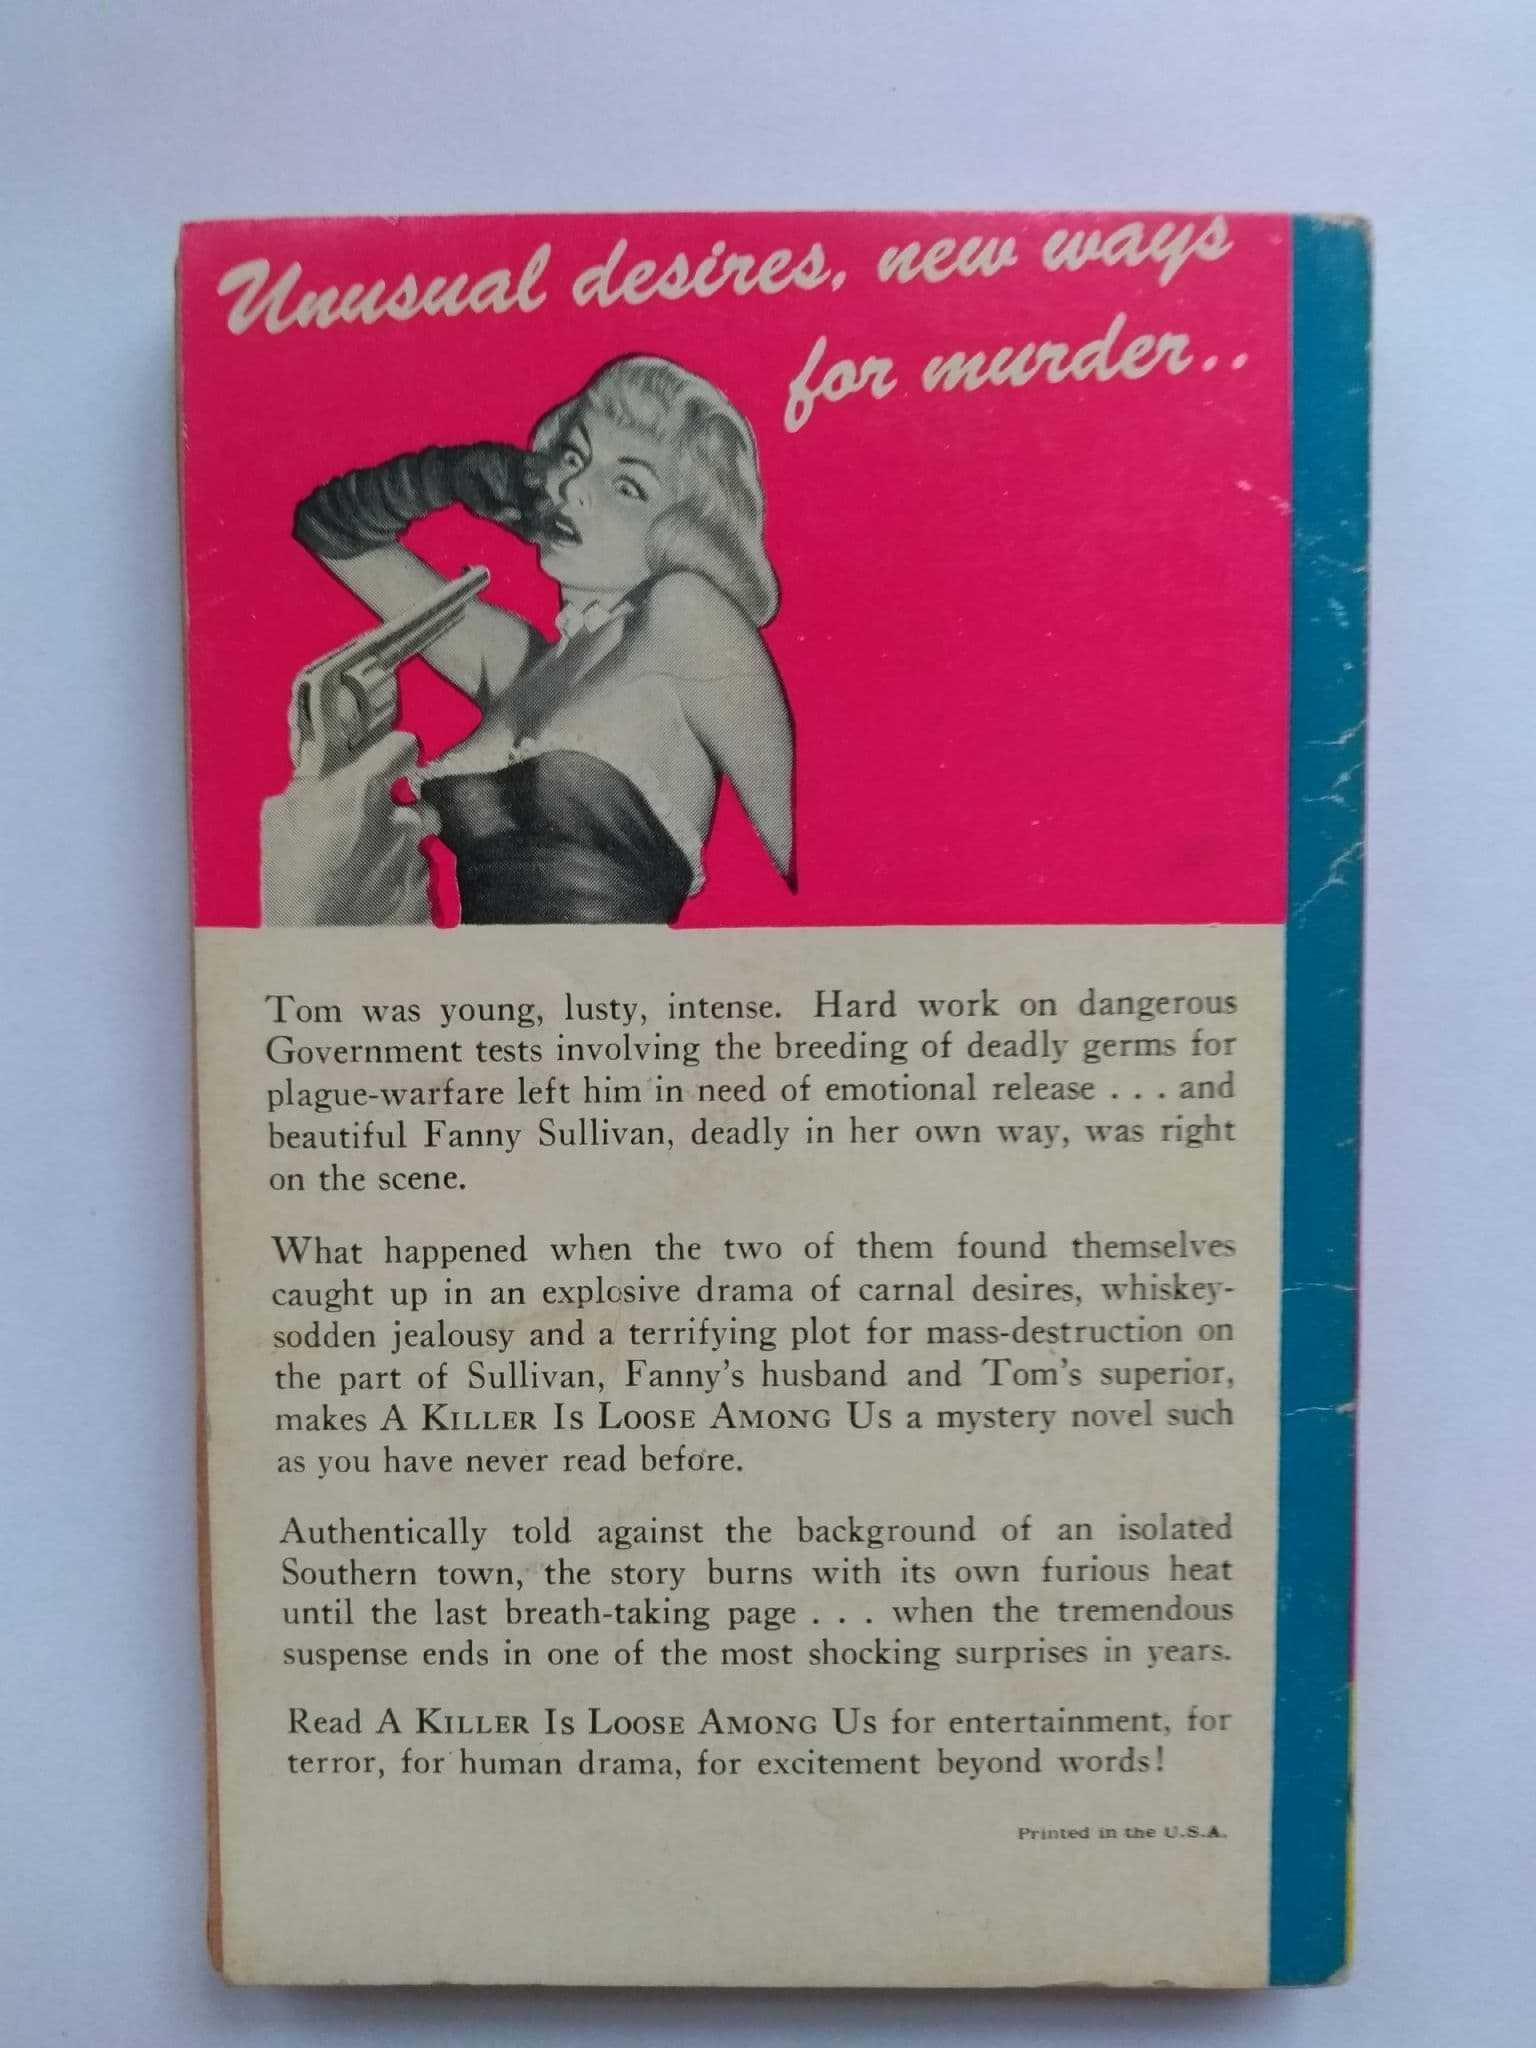 Unusual desires, new ways
for murder..
Tom was young, lusty, intense. Hard work on dangerous
Government tests involving the breeding of deadly germs for
plague-warfare left him in need of emotional release . . . and
beautiful Fanny Sullivan, deadly in her own way, was right
on the scene.
What happened when the two of them found themselves
caught up in an explosive drama of carnal desires, whiskey-
sodden jealousy and a terrifying plot for mass-destruction on
the part of Sullivan, Fanny's husband and Tom's superior,
makes A KILLER IS LOOSE AMONG US a mystery novel such
as you have never read before.
Authentically told against the background of an isolated
Southern town, the story burns with its own furious heat
until the last breath-taking page . . . when the tremendous
suspense ends in one of the most shocking surprises in years.
Read A KILLER IS LOOSE AMONG US for entertainment, for
terror, for human drama, for excitement beyond words!
Printed in the U.S.A.